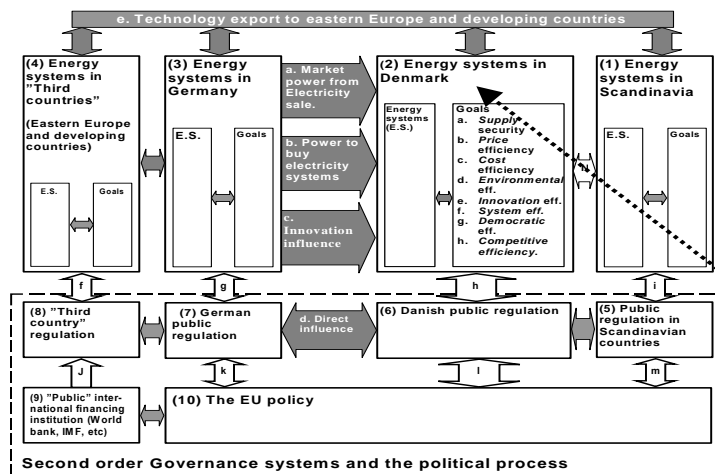 e. Technology export to eastern Europe and developing countries
(4) Energy
systems in
”Third
countries”
(Eastern Europe
and developing
countries)
E.S.
Goals
(3) Energy
systems in
Germany
E.S.
Goals
a. Market
power from
Electricity
sale.
b. Power to
buy
electricity
systems
c.
Innovation
influence
(2) Energy systems in
Denmark
Energy
systems
(E.S.)
Goals
a. Supply
security
b. Price
efficiency
c. Cost
efficiency
d. Environmental
eff.
e. Innovation eff.
f. System eff.
g. Democratic
eff.
h. Competitive
efficiency.
(1) Energy
systems in
Scandinavia
E.S.
Goals
f
g
h
i
(8) ”Third
country”
regulation
(7) German
public
regulation
d. Direct
influence
(6) Danish public regulation
(5) Public
regulation in
Scandinavian
countries
J
k
l
m
(9) ”Public” inter-
national financing
institution (World
bank, IMF, etc)
(10) The EU policy
Second order Governance systems and the political process